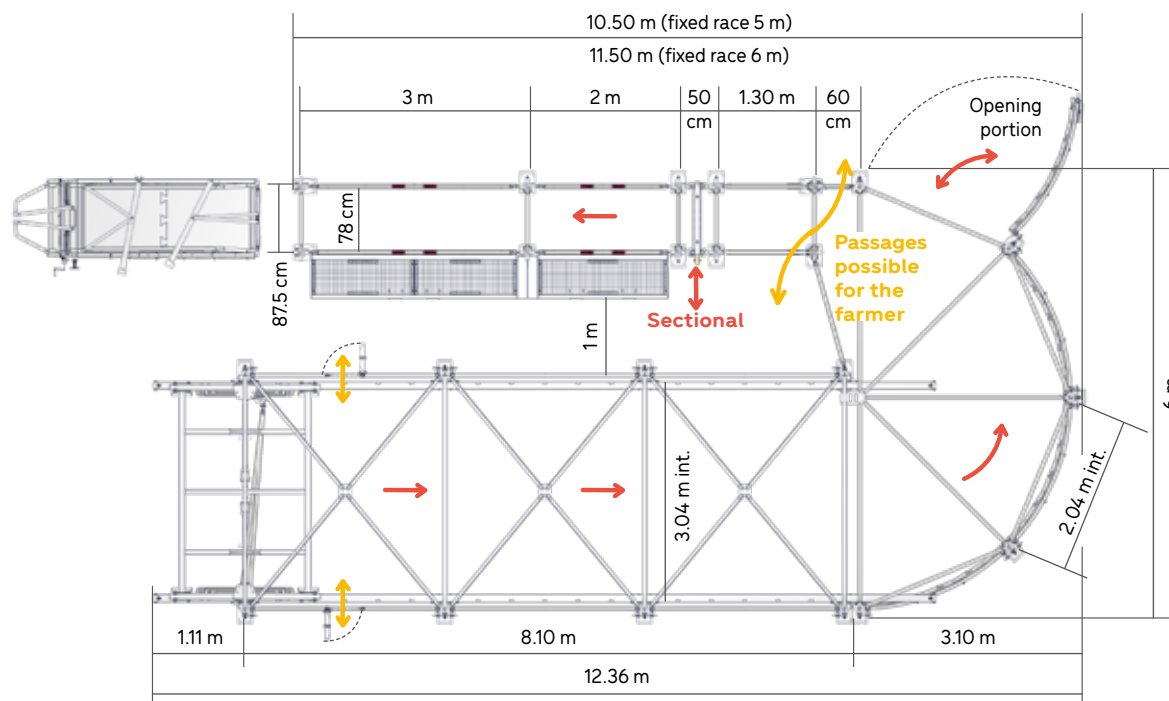 10.50 m (fixed race 5 m)
11.50 m (fixed race 6 m)
3 m
2 m
50
cm
1.30 m
60
cm
Opening
portion
78 cm
87.5 cm
Passages
possible
for the
farmer
Sectional
1 m
6 m
3.04 m int.
2.04 m int.
1.11 m
8.10 m
3.10 m
12.36 m